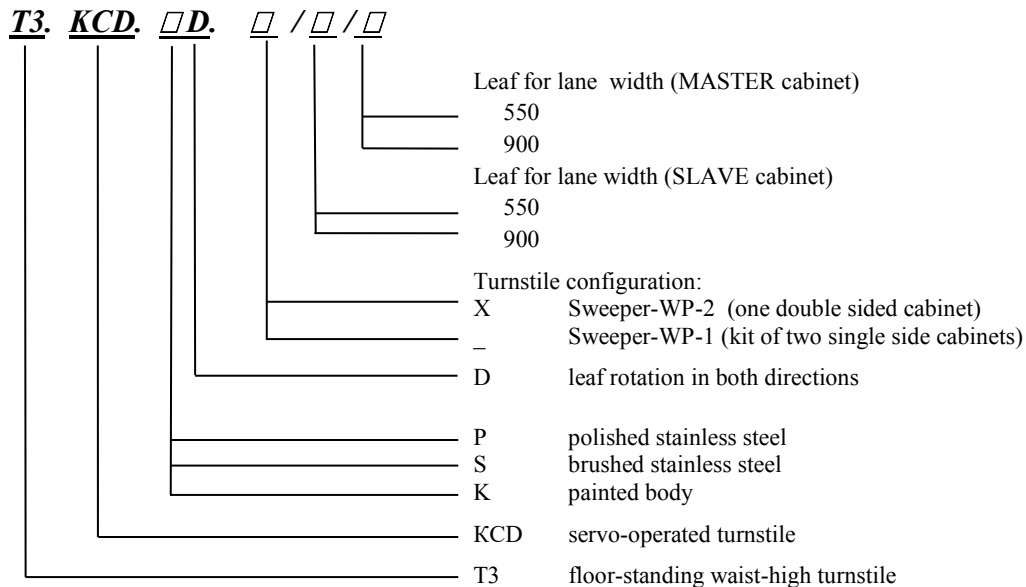 T3. KCD. □D. □ / □ / □
Leaf for lane width (MASTER cabinet)
550
900
Leaf for lane width (SLAVE cabinet)
550
900
Turnstile configuration:
X Sweeper-WP-2 (one double sided cabinet)
_ Sweeper-WP-1 (kit of two single side cabinets)
D leaf rotation in both directions
P polished stainless steel
S brushed stainless steel
K painted body
KCD servo-operated turnstile
T3 floor-standing waist-high turnstile